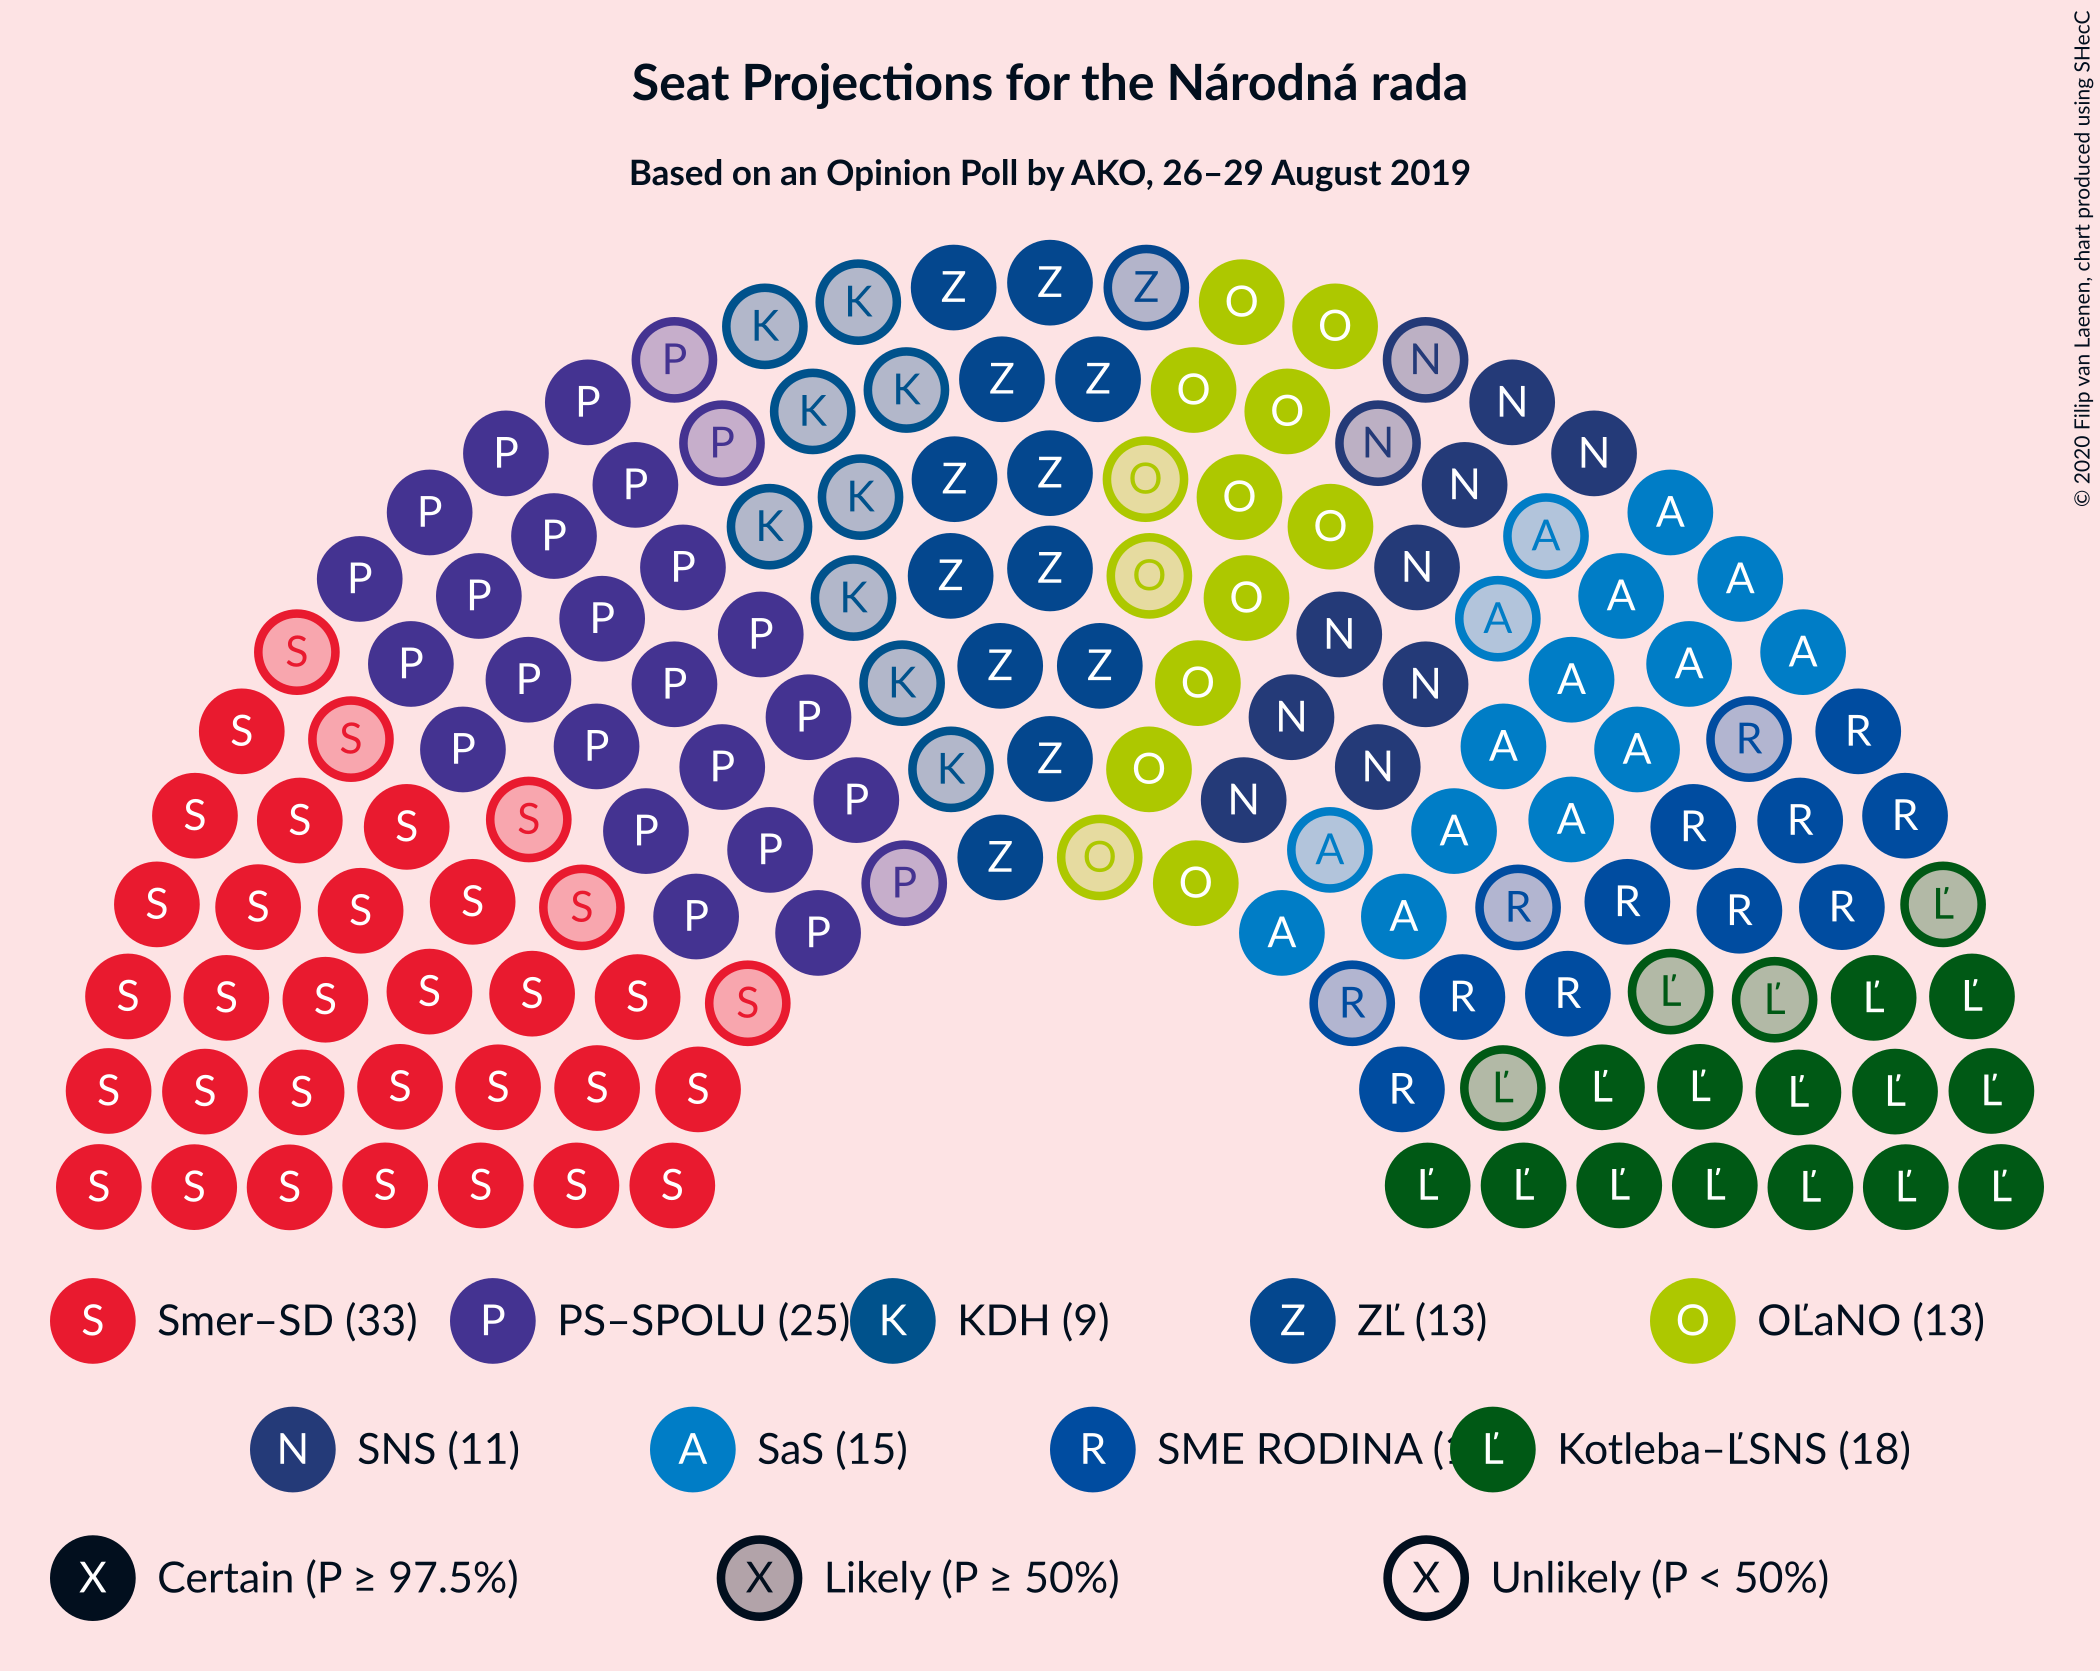 Seat Projections for the Národná rada
Based on an Opinion Poll by AKO, 26–29 August 2019
© 2020 Filip van Laenen, chart produced using SHecC
K K Z Z Z O O
P N
P K K Z Z O O N
P N N
P P K K Z Z O O O N N A
P P P K Z Z O O N A A
P P P P K Z Z O N N A A A
S P P P P K Z O N N A A A A
S S P P P P P Z O O N A A A A R R
S S S S P P P P A A A R R R
S S S S S P P A A R R R R Ľ
S S S S S S S R R R Ľ Ľ Ľ Ľ
S S S S S S S R Ľ Ľ Ľ Ľ Ľ Ľ
S S S S S S S Ľ Ľ Ľ Ľ Ľ Ľ Ľ
S Smer–SD (33) P PS–SPOLU (25) K KDH (9) Z ZĽ (13) O OĽaNO (13)
N SNS (11) A SaS (15) R SME RODINA ( Ľ Kotleba–ĽSNS (18)
X Certain (P ≥ 97.5%) X Likely (P ≥ 50%) X Unlikely (P < 50%)